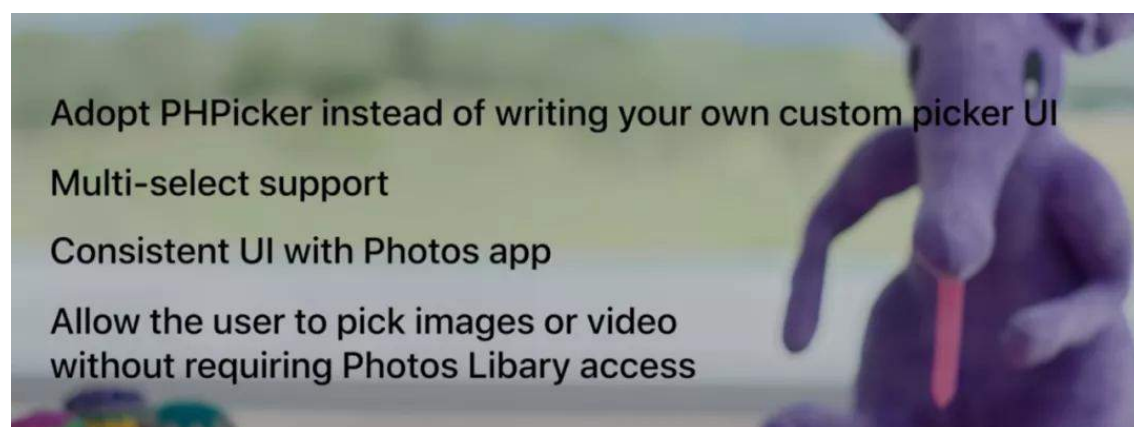 Adopt PHPicker instead of writing your own custom picker UI
Multi-select support
Consistent UI with Photos app
Allow the user to pick images or video
without requiring Photos Libary access